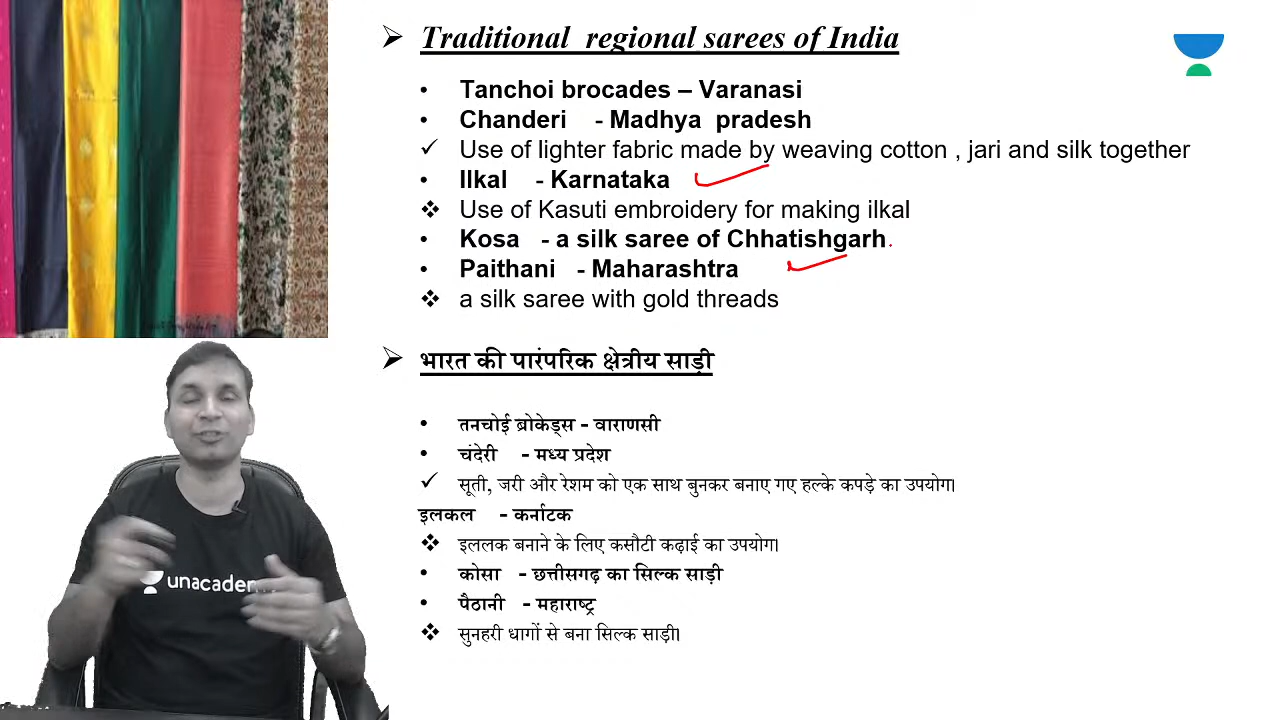 Traditional regional sarees of India
Tanchoi brocades – Varanasi
Chanderi - Madhya pradesh
Use of lighter fabric made by weaving cotton , jari and silk together
Ilkal - Karnataka
Use of Kasuti embroidery for making ilkal
Kosa - a silk saree of Chhatishgarh.
Paithani - Maharashtra
a silk saree with gold threads
भारत की पारंपरिक क्षेत्रीय साड़ी
तनचोई ब्रोकेड्स - वाराणसी
चंदेरी - मध्य प्रदेश
सूती, जरी और रेशम को एक साथ बुनकर बनाए गए हल्के कपड़े का उपयोग।
इलकल - कर्नाटक
इललक बनाने के लिए कसौटी कढ़ाई का उपयोग।
कोसा - छत्तीसगढ़ का सिल्क साड़ी
पैठानी - महाराष्ट्र
सुनहरी धागों से बना सिल्क साड़ी।